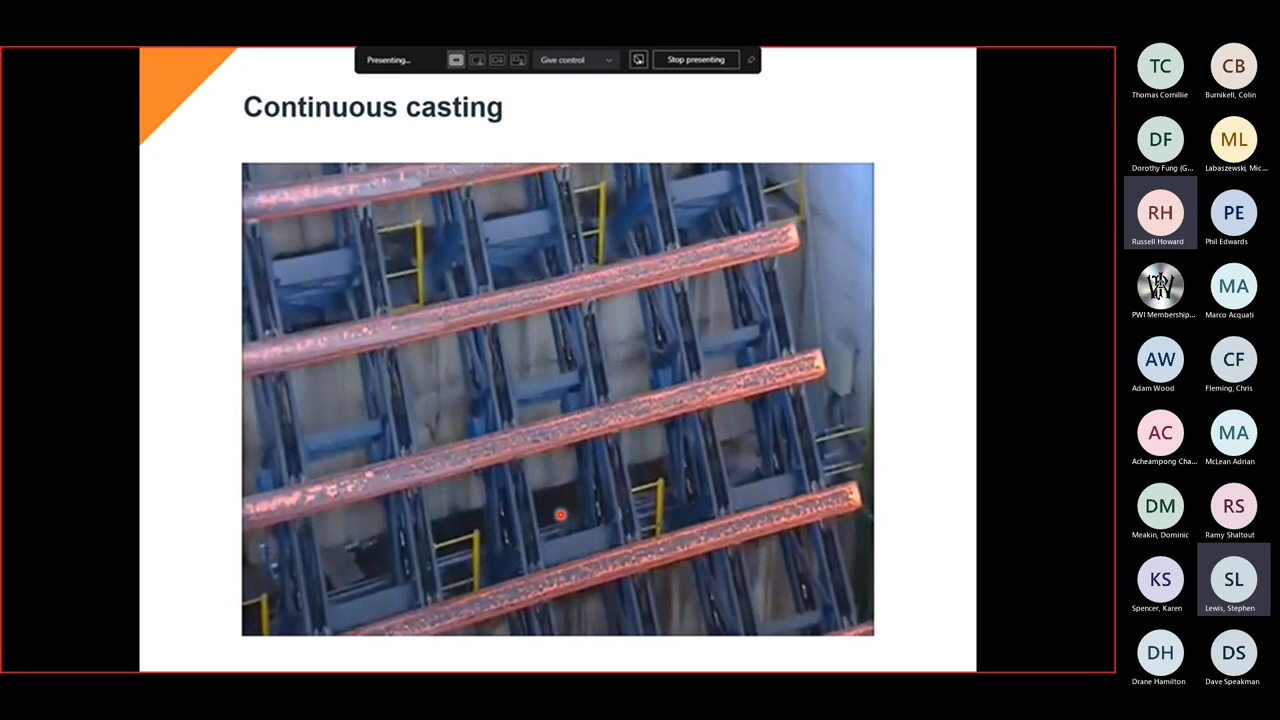 Presenting...
Give control
Stop presenting
Continuous casting
TC
CB
Thomas Cornillie
Burnikell, Colin
DF
ML
Dorothy Fung (G...
Labaszewski, Mic...
RH
PE
Russell Howard
Phil Edwards
MA
PWI Membership...
Marco Acquati
AW
CF
Adam Wood
Fleming, Chris
AC
MA
Acheampong Cha...
McLean Adrian
DM
RS
Meakin, Dominic
Ramy Shaltout
KS
SL
Spencer, Karen
Lewis, Stephen
DH
DS
Drane Hamilton
Dave Speakman